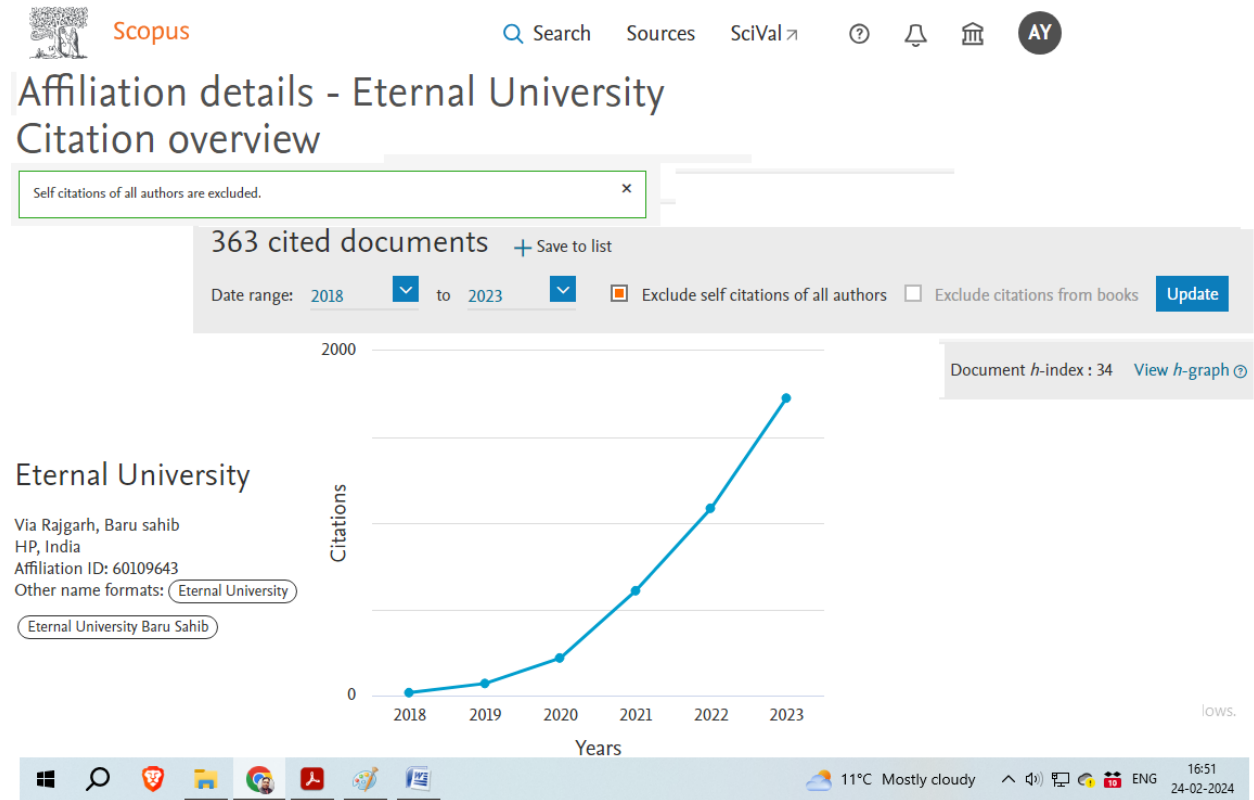 Scopus
Search Sources SciVal
AY
Affiliation details - Eternal University
Citation overview
Self citations of all authors are excluded.
363 cited documents + Save to list
Date range: 2018 to 2023 Exclude self citations of all authors Exclude citations from books Update
Document h-index : 34 View h-graph
2000
Citations
0
2018 2019 2020 2021 2022 2023
Years
Eternal University
Via Rajgarh, Baru sahib
HP, India
Affiliation ID: 60109643
Other name formats: Eternal University
Eternal University Baru Sahib
lows.
11°C Mostly cloudy 10 ENG 16:51
24-02-2024